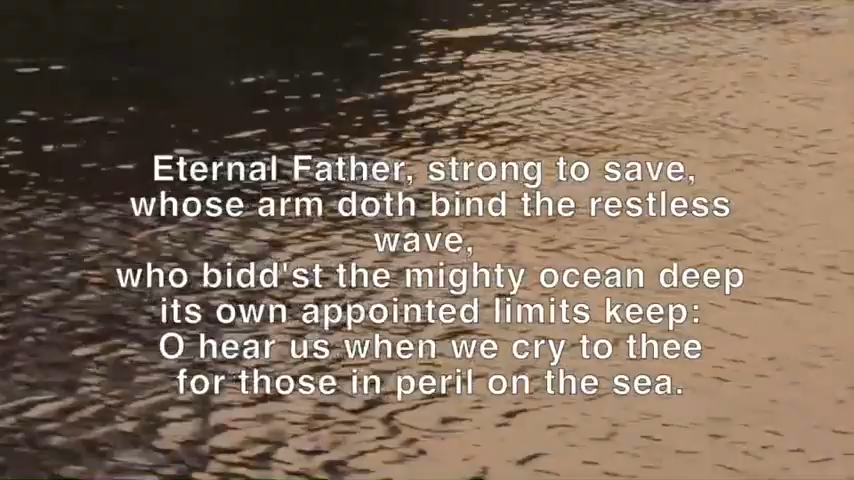 Eternal Father, strong to save,
whose arm doth bind the restless
wave,
who bidd'st the mighty ocean deep
its own appointed limits keep:
O hear us when we cry to thee
for those in peril on the sea.